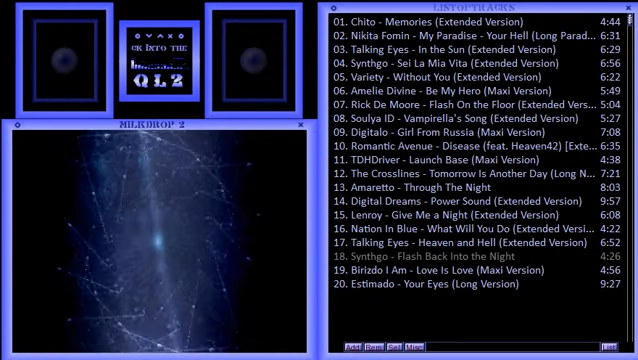 CK INTO THE
QL2
MILKDROP 2
LIST OF TRACKS
01. Chito - Memories (Extended Version) 4:44
02. Nikita Fomin - My Paradise - Your Hell (Long Parad... 6:31
03. Talking Eyes - In the Sun (Extended Version) 6:29
04. Synthgo - Sei La Mia Vita (Extended Version) 6:56
05. Variety - Without You (Extended Version) 6:22
06. Amelie Divine - Be My Hero (Maxi Version) 5:49
07. Rick De Moore - Flash On the Floor (Extended Vers... 5:04
08. Soulya ID - Vampirella's Song (Extended Version) 5:27
09. Digitalo - Girl From Russia (Maxi Version) 7:08
10. Romantic Avenue - Disease (feat. Heaven42) [Exte... 6:35
11. TDHDriver - Launch Base (Maxi Version) 4:38
12. The Crosslines - Tomorrow Is Another Day (Long N... 7:21
13. Amaretto - Through The Night 8:03
14. Digital Dreams - Power Sound (Extended Version) 9:57
15. Lenroy - Give Me a Night (Extended Version) 6:08
16. Nation In Blue - What Will You Do (Extended Versi... 4:22
17. Talking Eyes - Heaven and Hell (Extended Version) 6:52
18. Synthgo - Flash Back Into the Night 4:26
19. Birizdo I Am - Love Is Love (Maxi Version) 4:56
20. Estimado - Your Eyes (Long Version) 9:27
Add Rem Sel Misc List